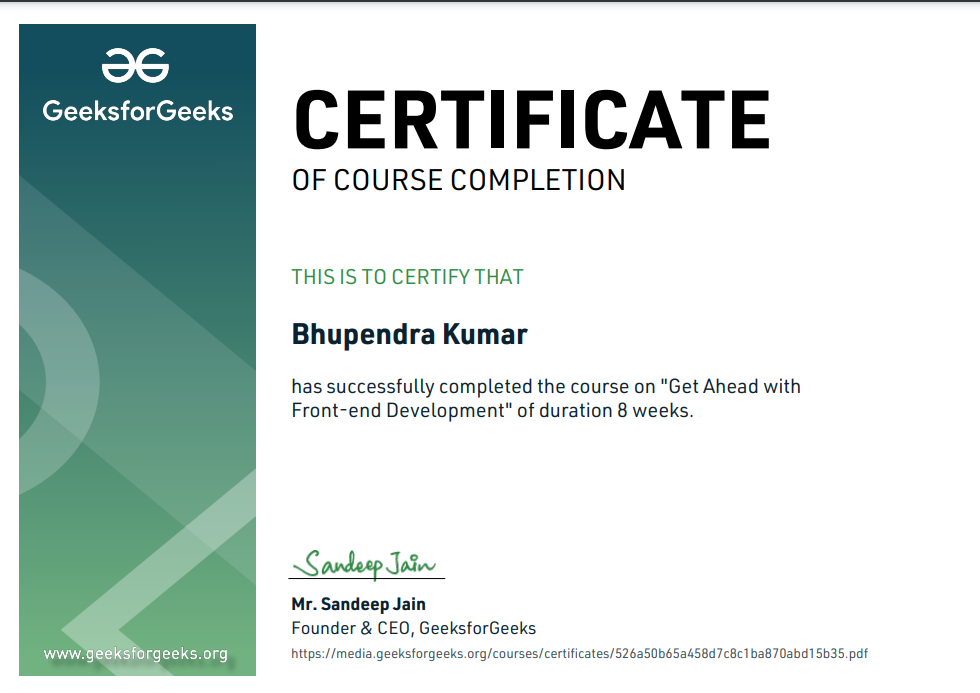 GeeksforGeeks
CERTIFICATE
OF COURSE COMPLETION
THIS IS TO CERTIFY THAT
Bhupendra Kumar
has successfully completed the course on "Get Ahead with
Front-end Development" of duration 8 weeks.
Sandeep Jain
Mr. Sandeep Jain
Founder & CEO, GeeksforGeeks
https://media.geeksforgeeks.org/courses/certificates/526a50b65a458d7c8c1ba870abd15b35.pdf
www.geeksforgeeks.org